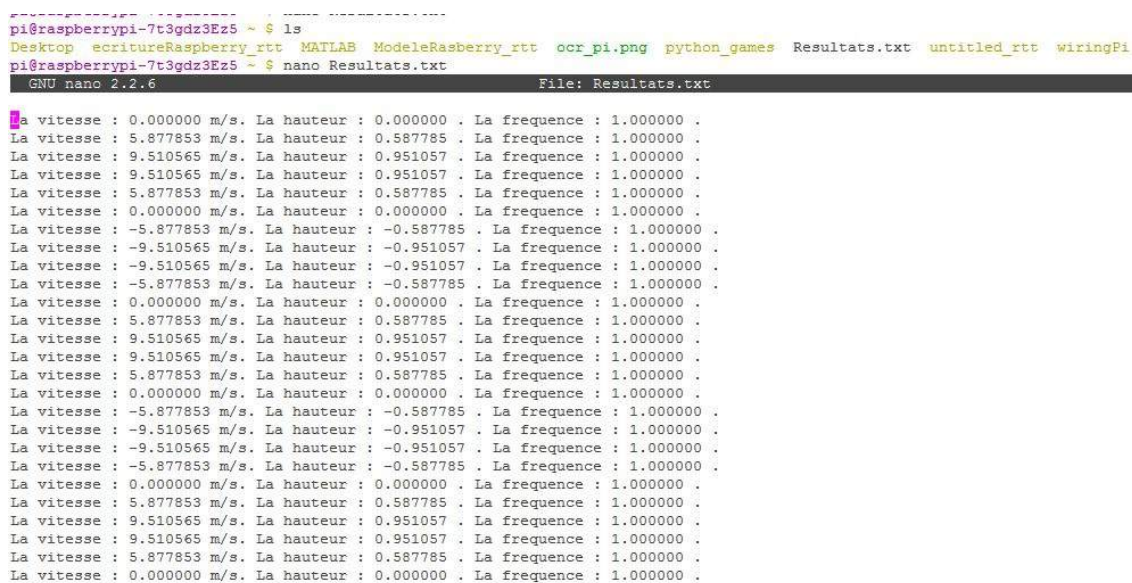 pi@raspberrypi-7t3gdz3Ez5 ~ $ ls
Desktop ecritureRaspberry_rtt MATLAB ModeleRasberry_rtt ocr_pi.png python_games Resultats.txt untitled_rtt wiringPi
pi@raspberrypi-7t3gdz3Ez5 ~ $ nano Resultats.txt
GNU nano 2.2.6 File: Resultats.txt
La vitesse : 0.000000 m/s. La hauteur : 0.000000 . La frequence : 1.000000 .
La vitesse : 5.877853 m/s. La hauteur : 0.587785 . La frequence : 1.000000 .
La vitesse : 9.510565 m/s. La hauteur : 0.951057 . La frequence : 1.000000 .
La vitesse : 9.510565 m/s. La hauteur : 0.951057 . La frequence : 1.000000 .
La vitesse : 5.877853 m/s. La hauteur : 0.587785 . La frequence : 1.000000 .
La vitesse : 0.000000 m/s. La hauteur : 0.000000 . La frequence : 1.000000 .
La vitesse : -5.877853 m/s. La hauteur : -0.587785 . La frequence : 1.000000 .
La vitesse : -9.510565 m/s. La hauteur : -0.951057 . La frequence : 1.000000 .
La vitesse : -9.510565 m/s. La hauteur : -0.951057 . La frequence : 1.000000 .
La vitesse : -5.877853 m/s. La hauteur : -0.587785 . La frequence : 1.000000 .
La vitesse : 0.000000 m/s. La hauteur : 0.000000 . La frequence : 1.000000 .
La vitesse : 5.877853 m/s. La hauteur : 0.587785 . La frequence : 1.000000 .
La vitesse : 9.510565 m/s. La hauteur : 0.951057 . La frequence : 1.000000 .
La vitesse : 9.510565 m/s. La hauteur : 0.951057 . La frequence : 1.000000 .
La vitesse : 5.877853 m/s. La hauteur : 0.587785 . La frequence : 1.000000 .
La vitesse : 0.000000 m/s. La hauteur : 0.000000 . La frequence : 1.000000 .
La vitesse : -5.877853 m/s. La hauteur : -0.587785 . La frequence : 1.000000 .
La vitesse : -9.510565 m/s. La hauteur : -0.951057 . La frequence : 1.000000 .
La vitesse : -9.510565 m/s. La hauteur : -0.951057 . La frequence : 1.000000 .
La vitesse : -5.877853 m/s. La hauteur : -0.587785 . La frequence : 1.000000 .
La vitesse : 0.000000 m/s. La hauteur : 0.000000 . La frequence : 1.000000 .
La vitesse : 5.877853 m/s. La hauteur : 0.587785 . La frequence : 1.000000 .
La vitesse : 9.510565 m/s. La hauteur : 0.951057 . La frequence : 1.000000 .
La vitesse : 9.510565 m/s. La hauteur : 0.951057 . La frequence : 1.000000 .
La vitesse : 5.877853 m/s. La hauteur : 0.587785 . La frequence : 1.000000 .
La vitesse : 0.000000 m/s. La hauteur : 0.000000 . La frequence : 1.000000 .